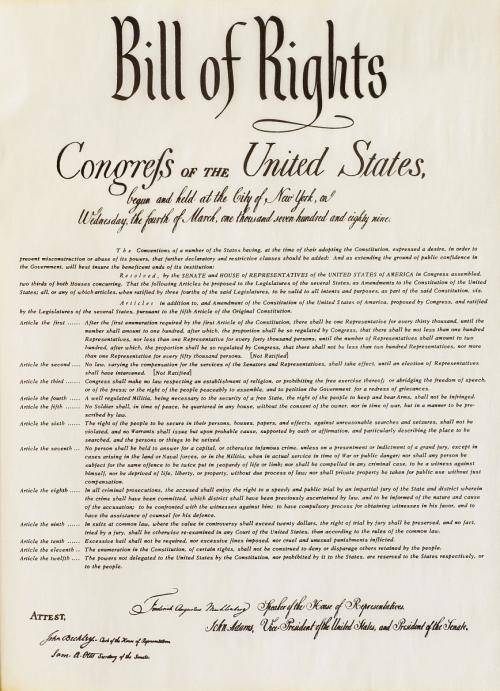 Bill of Rights
Congreſs OF THE United States,
begun and held at the City of New York, on
Wednesday, the fourth of March, one thousand seven hundred and eighty nine.
The Conventions of a number of the States having, at the time of their adopting the Constitution, expressed a desire, in order to
prevent misconstruction or abuse of its powers, that further declaratory and restrictive clauses should be added: And as extending the ground of public confidence in
the Government, will best insure the beneficent ends of its institution:
Resolved, by the SENATE and HOUSE of REPRESENTATIVES of the UNITED STATES of AMERICA in Congress assembled,
two thirds of both Houses concurring. That the following Articles be proposed to the Legislatures of the several States, as Amendments to the Constitution of the United
States; all, or any of which articles, when ratified by three fourths of the said Legislatures, to be valid to all intents and purposes, as part of the said Constitution, viz.
Articles in addition to, and Amendment of the Constitution of the United States of America, proposed by Congress, and ratified
by the Legislatures of the several States, pursuant to the fifth Article of the Original Constitution.
Article the first ...... After the first enumeration required by the first Article of the Constitution, there shall be one Representative for every thirty thousand, until the
number shall amount to one hundred, after which, the proportion shall be so regulated by Congress, that there shall be not less than one hundred
Representatives, nor less than one Representative for every forty thousand persons, until the number of Representatives shall amount to two
hundred, after which, the proportion shall be so regulated by Congress, that there shall not be less than two hundred Representatives, nor more
than one Representative for every fifty thousand persons. [Not Ratified]
Article the second .... No law, varying the compensation for the services of the Senators and Representatives, shall take effect, until an election of Representatives
shall have intervened. [Not Ratified]
Article the third ....... Congress shall make no law respecting an establishment of religion, or prohibiting the free exercise thereof; or abridging the freedom of speech,
or of the press; or the right of the people peaceably to assemble, and to petition the Government for a redress of grievances.
Article the fourth ..... A well regulated Militia, being necessary to the security of a free State, the right of the people to keep and bear Arms, shall not be infringed.
Article the fifth ....... No Soldier shall, in time of peace, be quartered in any house, without the consent of the owner, nor in time of war, but in a manner to be pre-
scribed by law.
Article the sixth ...... The right of the people to be secure in their persons, houses, papers, and effects, against unreasonable searches and seizures, shall not be
violated, and no Warrants shall issue but upon probable cause, supported by oath or affirmation, and particularly describing the place to be
searched, and the persons or things to be seized.
Article the seventh ... No person shall be held to answer for a capital, or otherwise infamous crime, unless on a presentment or indictment of a grand jury, except in
cases arising in the land or Naval forces, or in the Militia, when in actual service in time of War or public danger; nor shall any person be
subject for the same offence to be twice put in jeopardy of life or limb; nor shall be compelled in any criminal case, to be a witness against
himself, nor be deprived of life, liberty, or property, without due process of law; nor shall private property be taken for public use without just
compensation.
Article the eighth ..... In all criminal prosecutions, the accused shall enjoy the right to a speedy and public trial by an impartial jury of the State and district wherein
the crime shall have been committed, which district shall have been previously ascertained by law, and to be informed of the nature and cause
of the accusation; to be confronted with the witnesses against him; to have compulsory process for obtaining witnesses in his favor, and to
have the assistance of counsel for his defence.
Article the ninth ...... In suits at common law, where the value in controversy shall exceed twenty dollars, the right of trial by jury shall be preserved, and no fact,
tried by a jury, shall be otherwise re-examined in any Court of the United States, than according to the rules of the common law.
Article the tenth ...... Excessive bail shall not be required, nor excessive fines imposed, nor cruel and unusual punishments inflicted.
Article the eleventh .. The enumeration in the Constitution, of certain rights, shall not be construed to deny or disparage others retained by the people.
Article the twelfth .... The powers not delegated to the United States by the Constitution, nor prohibited by it to the States, are reserved to the States respectively, or
to the people.
Frederick Augustus Muhlenberg Speaker of the House of Representatives.
ATTEST,
John Adams, Vice-President of the United States, and President of the Senate.
John Beckley, Clerk of the House of Representatives
Sam A. Otis Secretary of the Senate